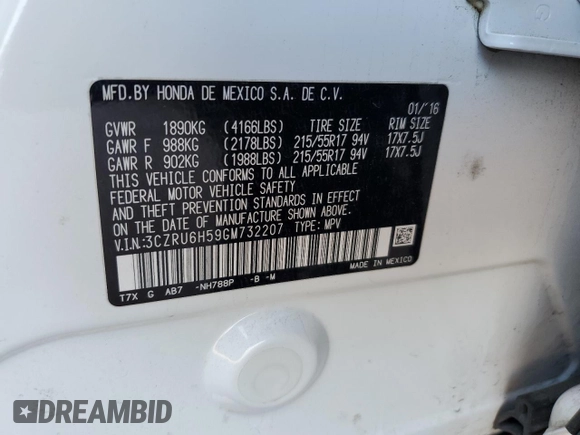 MFD.BY HONDA DE MEXICO S.A. DE C.V.
01/'16
GVWR 1890KG (4166LBS) TIRE SIZE RIM SIZE
GAWR F 988KG (2178LBS) 215/55R17 94V 17X7.5J
GAWR R 902KG (1988LBS) 215/55R17 94V 17X7.5J
THIS VEHICLE CONFORMS TO ALL APPLICABLE
FEDERAL MOTOR VEHICLE SAFETY
AND THEFT PREVENTION STANDARDS IN EFFECT
ON THE DATE OF MANUFACTURE SHOWN ABOVE.
V.I.N:3CZRU6H59GM732207 TYPE: MPV
T7X G AB7 -NH788P -B -M
MADE IN MEXICO
DREAMBID